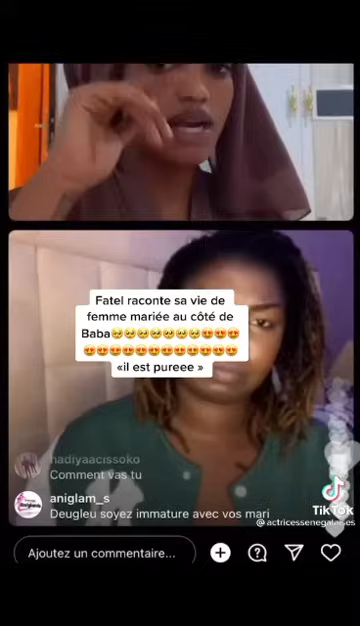 Fatel raconte sa vie de
femme mariée au côté de
Baba🥹🥹🥹🥹🥹🥹🥹😍😍😍
😍😍😍😍😍😍😍😍😍😍😍😍
«il est pureee »
nadiyaacissoko
Comment vas tu
aniglam_s
Deugleu soyez immature avec vos mari
TikTok
@actricessenegalaises
Ajoutez un commentaire...